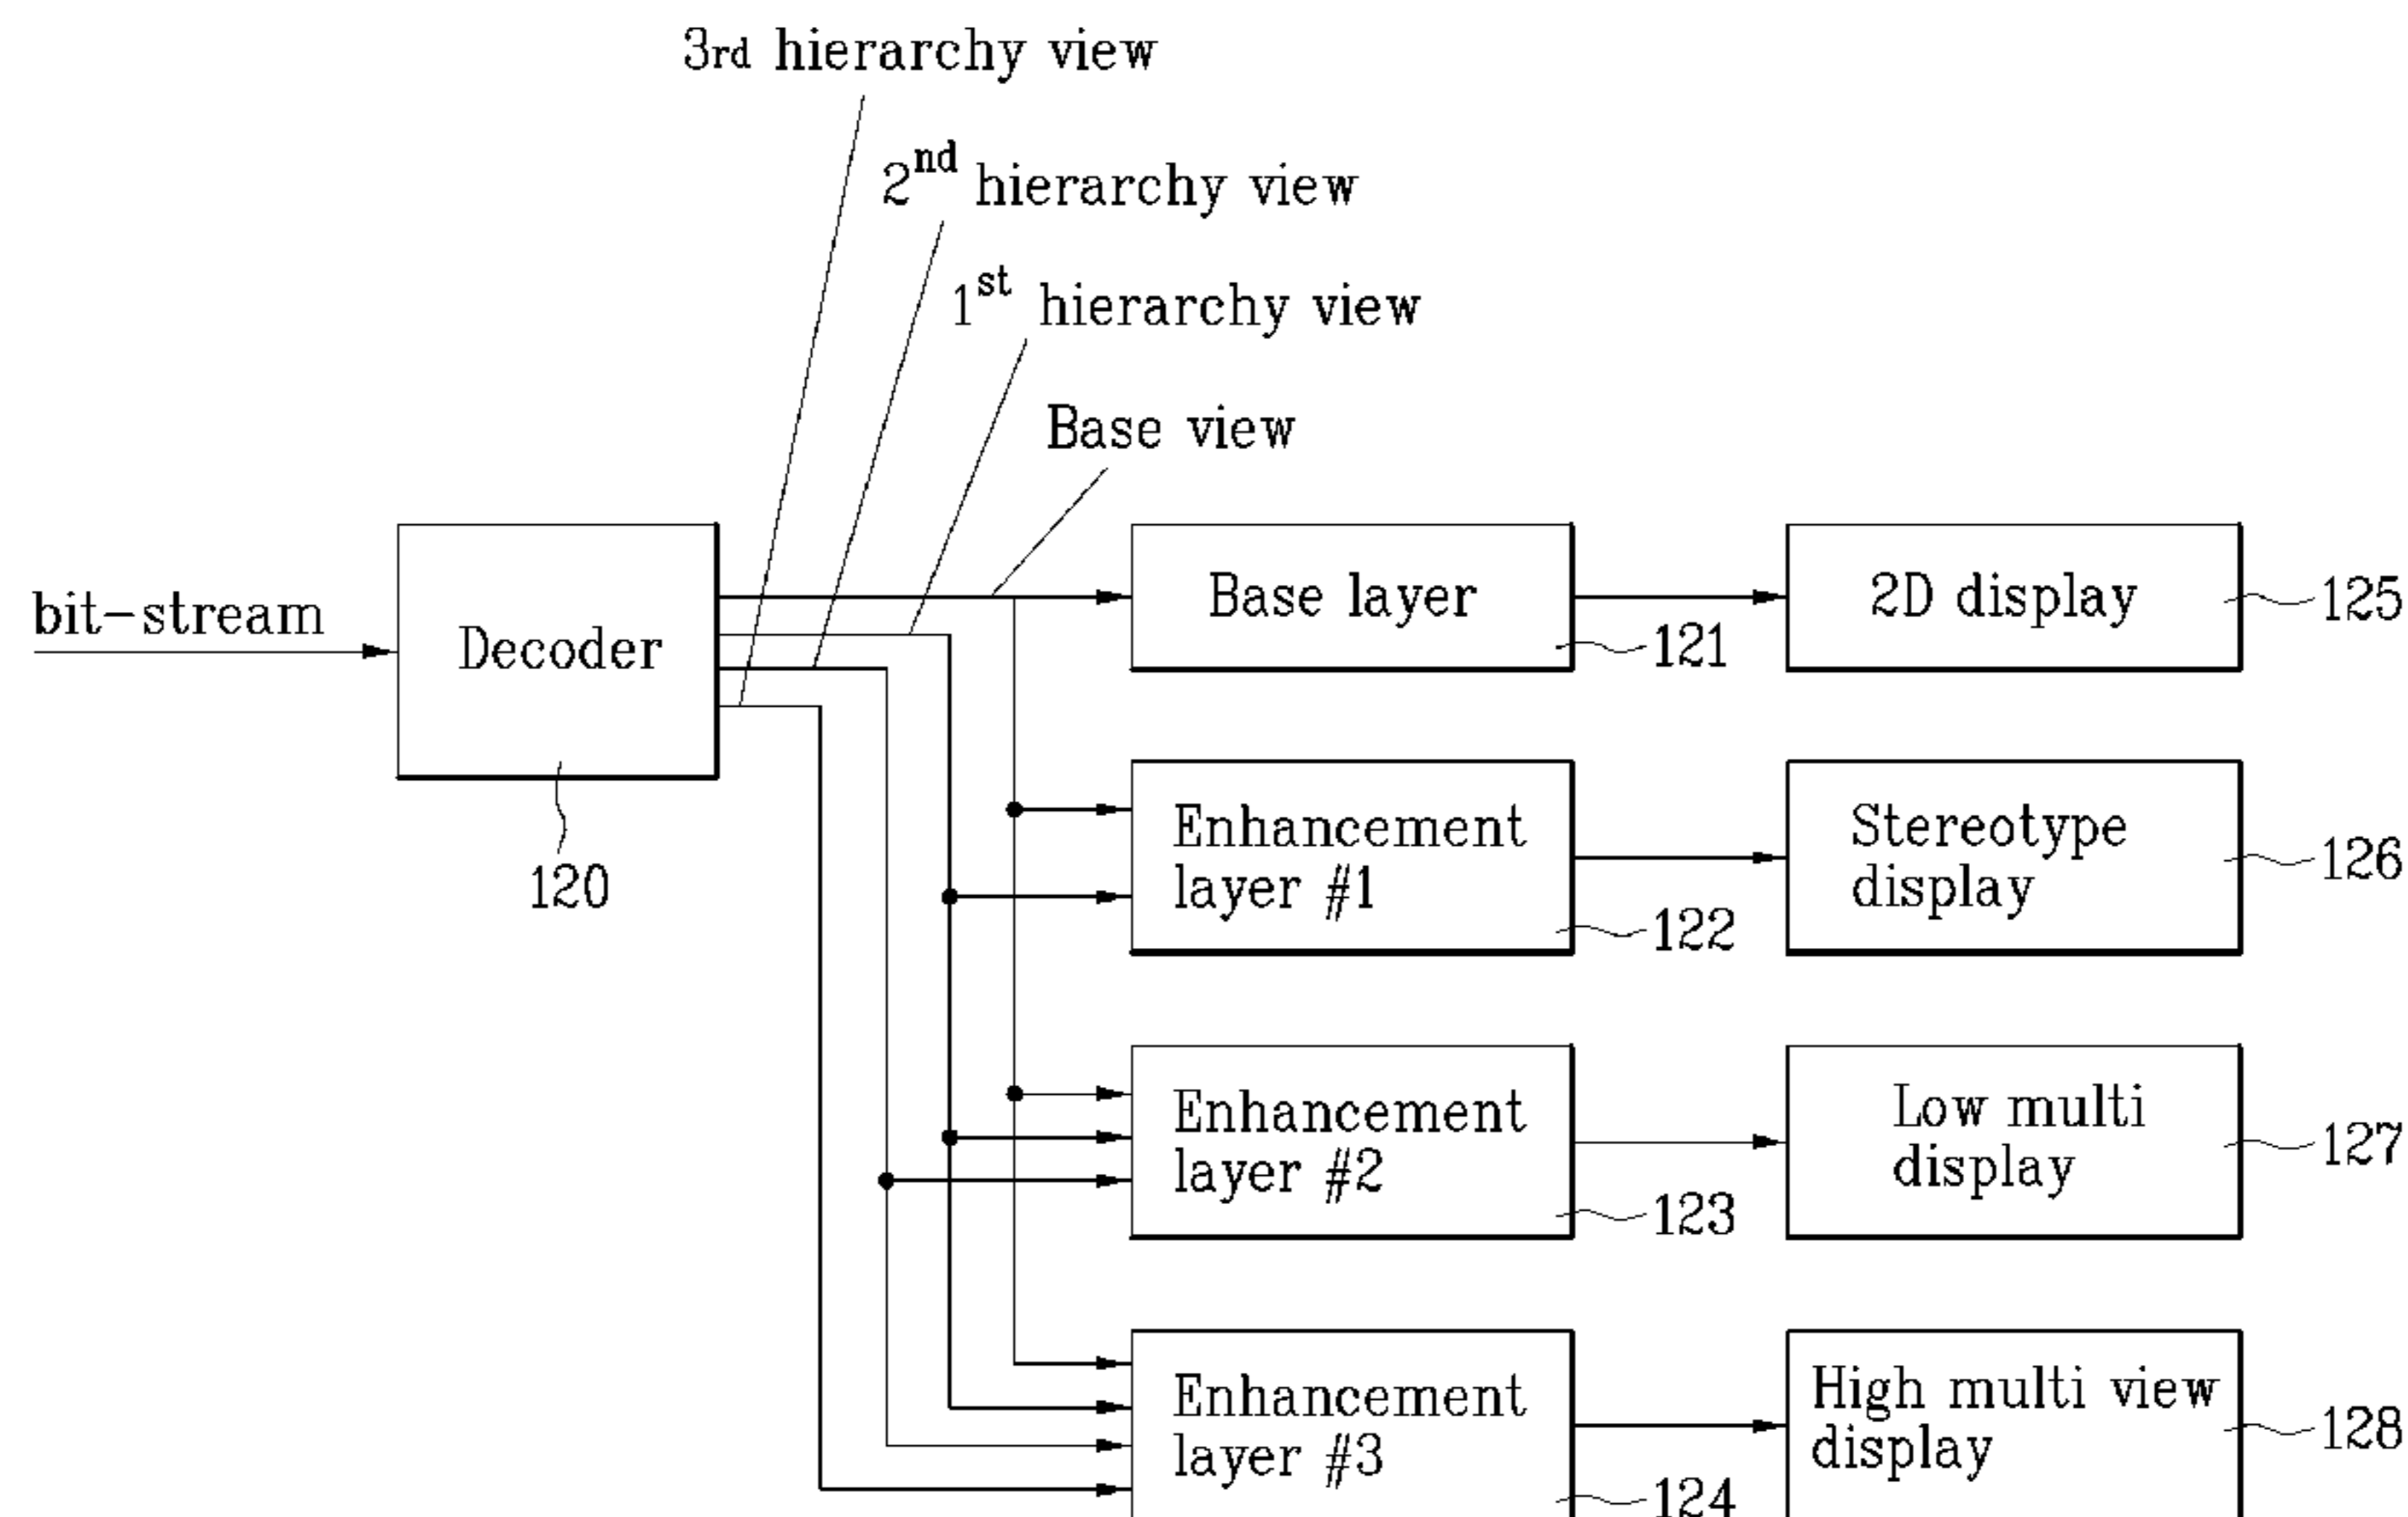 3rd hierarchy view
2nd hierarchy view
1st hierarchy view
Base view
bit-stream
Decoder
120
Base layer
121
2D display
125
Enhancement
layer #1
122
Stereotype
display
126
Enhancement
layer #2
123
Low multi
display
127
Enhancement
layer #3
124
High multi view
display
128